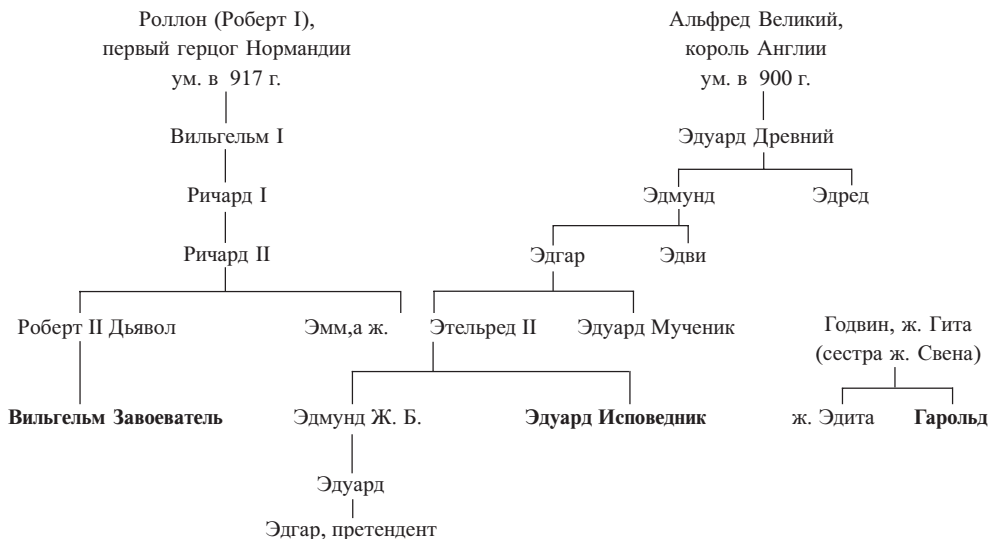 Роллон (Роберт I),
первый герцог Нормандии
ум. в 917 г.
Альфред Великий,
король Англии
ум. в 900 г.
Вильгельм I
Эдуард Древний
Ричард I
Эдмунд
Эдред
Ричард II
Эдгар
Эдви
Роберт II Дьявол
Эмм,а ж.
Этельред II
Эдуард Мученик
Годвин, ж. Гита
(сестра ж. Свена)
Вильгельм Завоеватель
Эдмунд Ж. Б.
Эдуард Исповедник
ж. Эдита
Гарольд
Эдуард
Эдгар, претендент